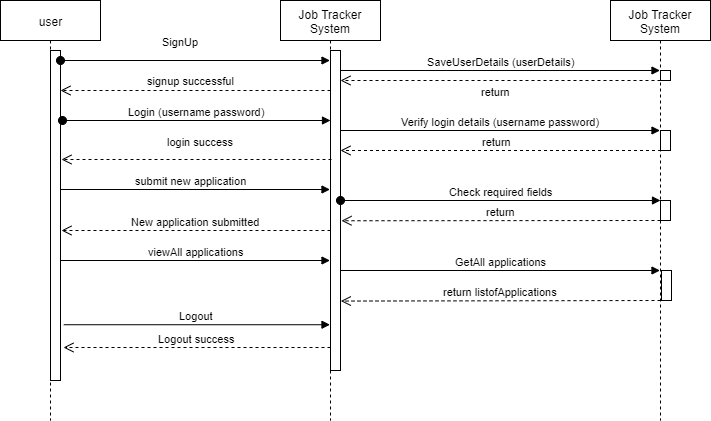 user
Job Tracker
System
Job Tracker
System
SignUp
SaveUserDetails (userDetails)
signup successful
return
Login (username password)
Verify login details (username password)
login success
return
submit new application
Check required fields
New application submitted
return
viewAll applications
GetAll applications
return listofApplications
Logout
Logout success